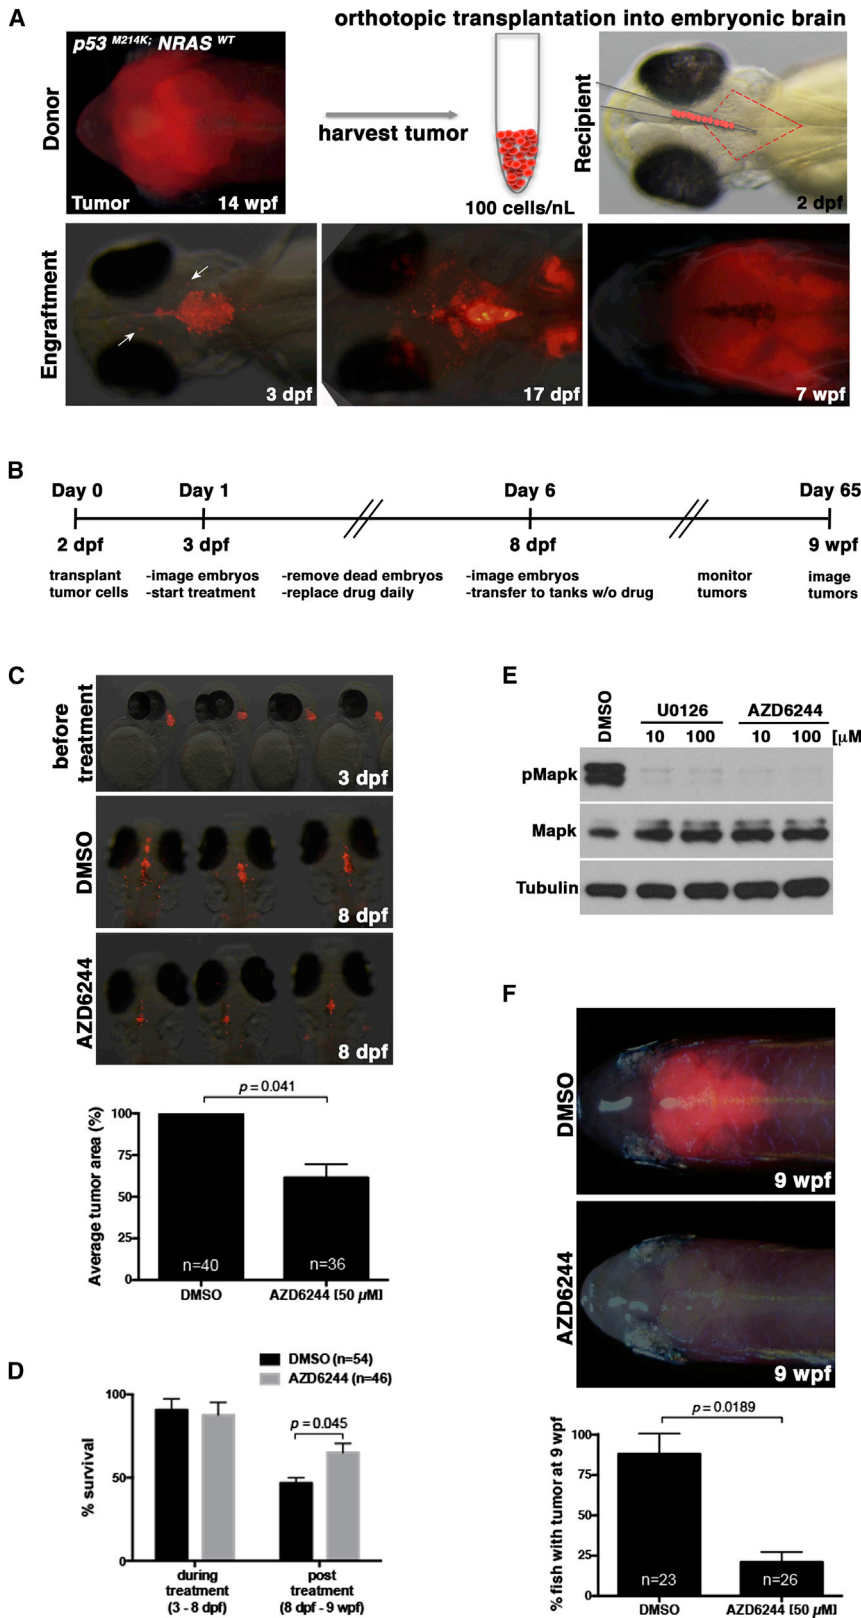 A
orthotopic transplantation into embryonic brain
Donor
p53 M214K; NRAS WT
Tumor
14 wpf
harvest tumor
100 cells/nL
Recipient
2 dpf
Engraftment
3 dpf
17 dpf
7 wpf
B
Day 0
Day 1
Day 6
Day 65
2 dpf
3 dpf
8 dpf
9 wpf
transplant
tumor cells
-image embryos
-start treatment
-remove dead embryos
-replace drug daily
-image embryos
-transfer to tanks w/o drug
monitor
tumors
image
tumors
C
before
treatment
3 dpf
DMSO
8 dpf
AZD6244
8 dpf
p = 0.041
Average tumor area (%)
100
75
50
25
0
n=40
n=36
DMSO
AZD6244 [50 µM]
D
DMSO (n=54)
AZD6244 (n=46)
% survival
100
50
0
p = 0.045
during
treatment
(3 - 8 dpf)
post
treatment
(8 dpf - 9 wpf)
E
DMSO
U0126
AZD6244
10
100
10
100
[µM
pMapk
Mapk
Tubulin
F
DMSO
9 wpf
AZD6244
9 wpf
p = 0.0189
% fish with tumor at 9 wpf
100
75
50
25
0
n=23
n=26
DMSO
AZD6244 [50 µM]